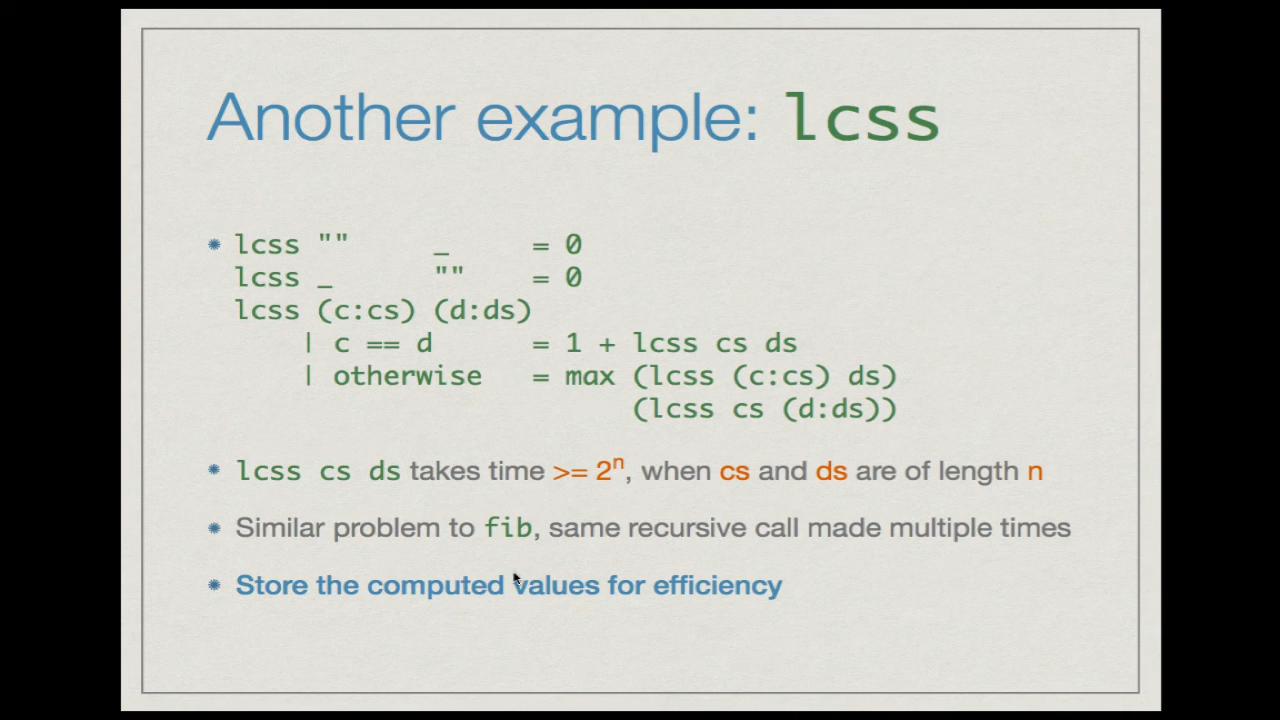 Another example: lcss
lcss "" _ = 0
lcss _ "" = 0
lcss (c:cs) (d:ds)
| c == d = 1 + lcss cs ds
| otherwise = max (lcss (c:cs) ds)
(lcss cs (d:ds))
lcss cs ds takes time >= 2ⁿ, when cs and ds are of length n
Similar problem to fib, same recursive call made multiple times
Store the computed values for efficiency